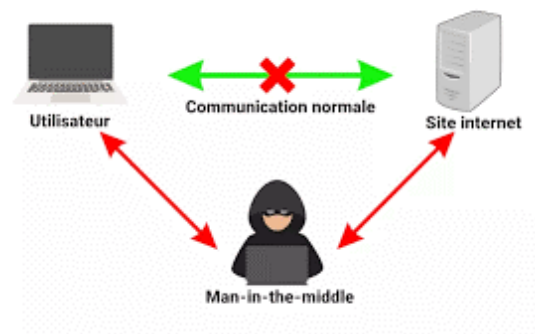 Communication normale
Utilisateur
Site internet
Man-in-the-middle